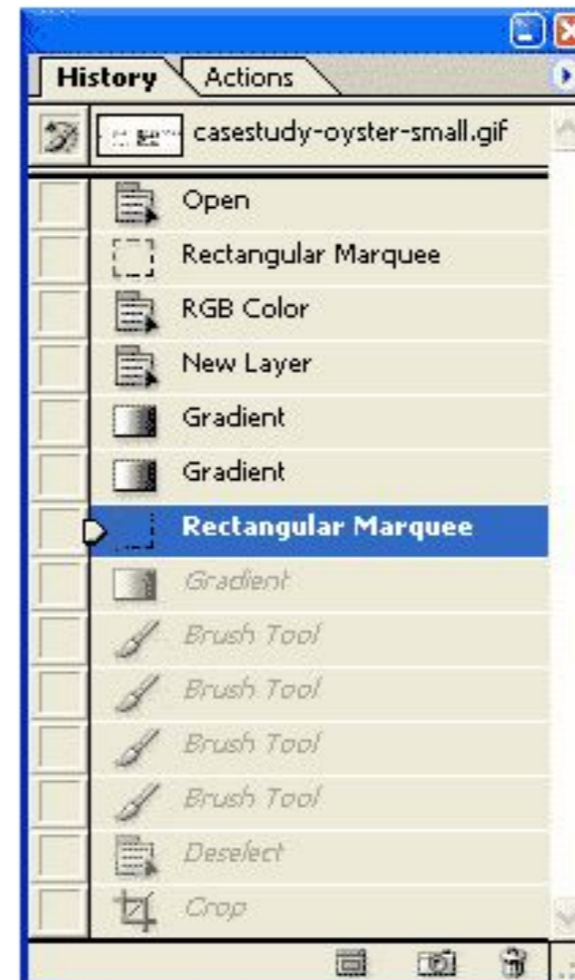 History Actions
casestudy-oyster-small.gif
Open
Rectangular Marquee
RGB Color
New Layer
Gradient
Gradient
Rectangular Marquee
Gradient
Brush Tool
Brush Tool
Brush Tool
Brush Tool
Deselect
Crop